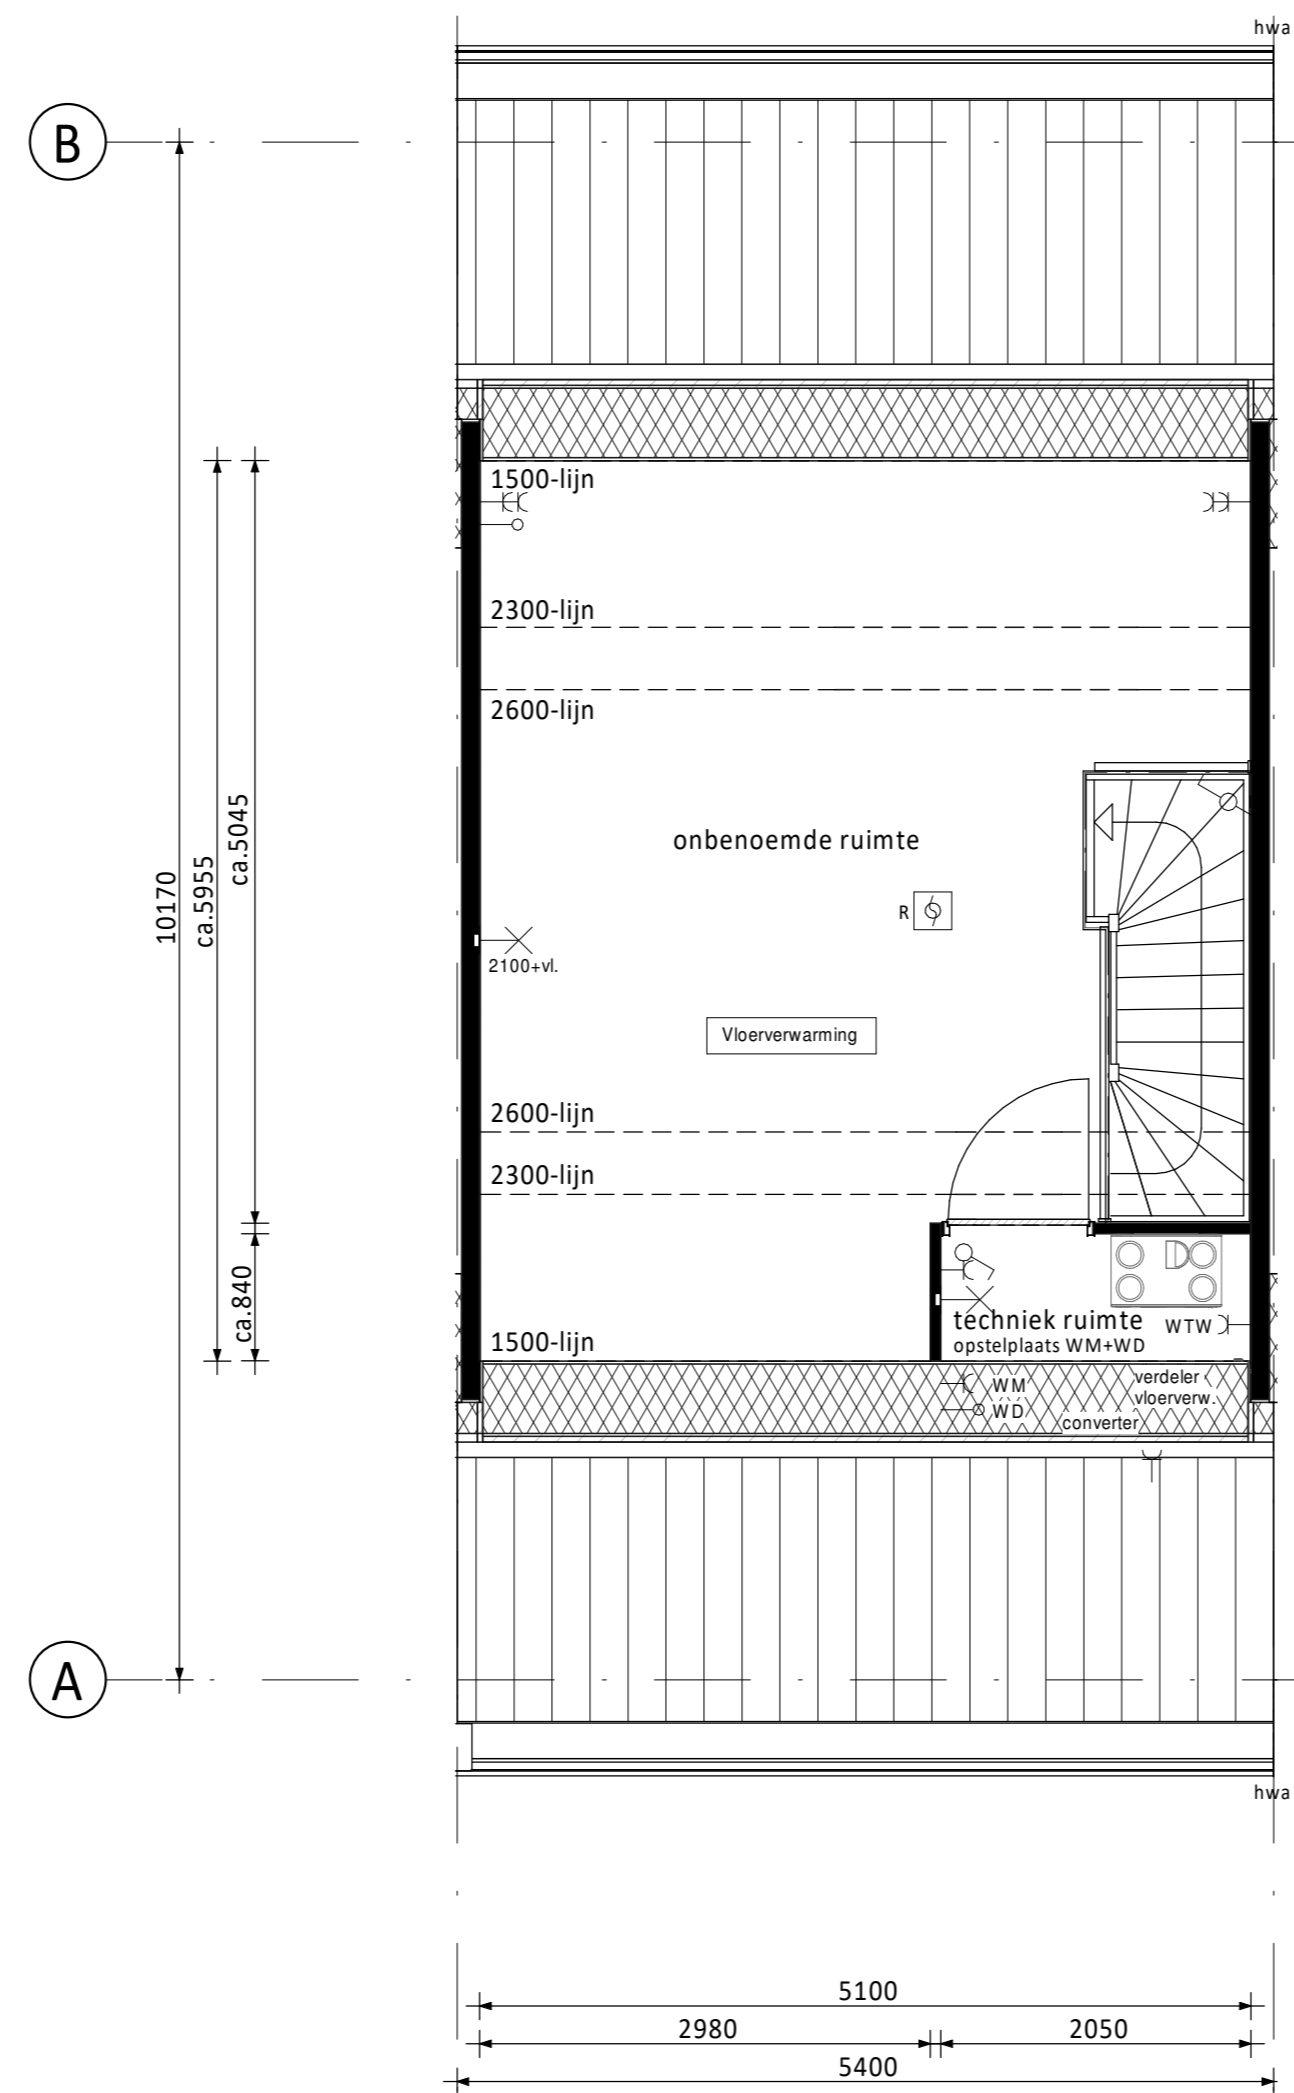 hwa
B
1500-lijn
2300-lijn
2600-lijn
ca.5045
ca.5955
10170
onbenoemde ruimte
R
2100+vl.
Vloerverwarming
2600-lijn
2300-lijn
ca.840
techniek ruimte
WTW
opstelplaats WM+WD
1500-lijn
WM
verdeler
vloerverw.
WD
converter
A
hwa
5100
2980
2050
5400